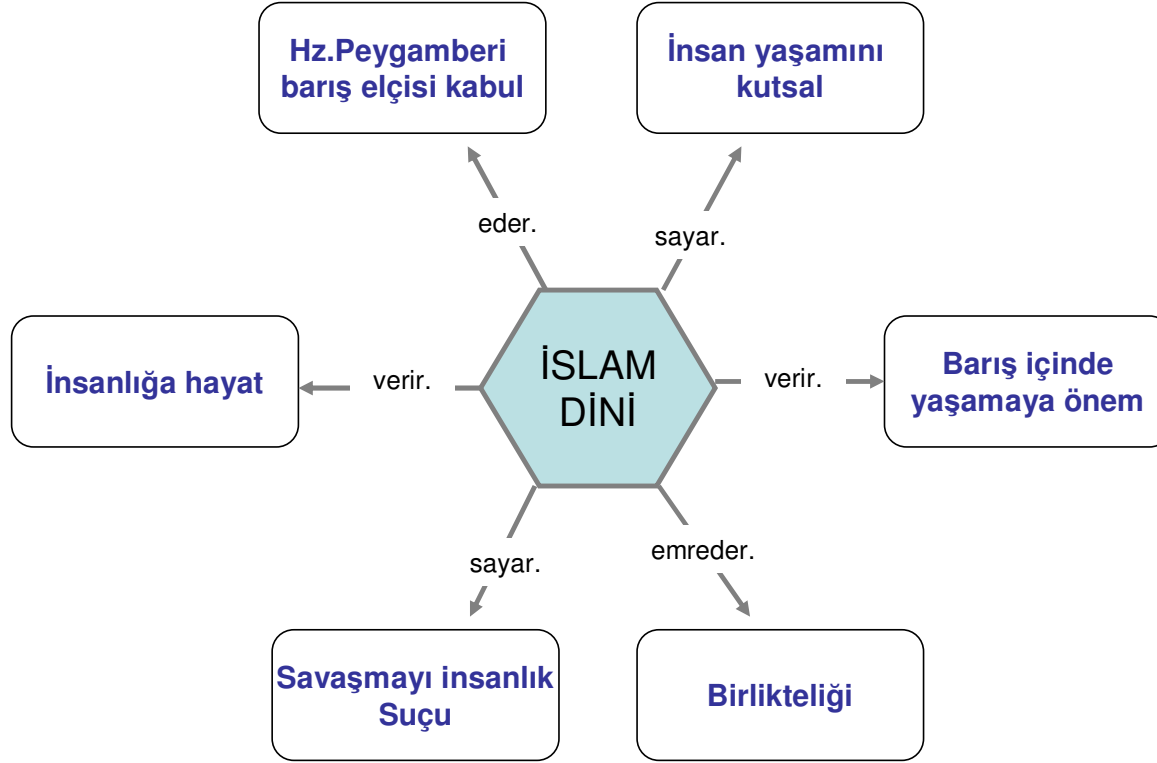 Hz.Peygamberi
barış elçisi kabul
İnsan yaşamını
kutsal
eder.
sayar.
İnsanlığa hayat
verir.
İSLAM
DİNİ
verir.
Barış içinde
yaşamaya önem
sayar.
emreder.
Savaşmayı insanlık
Suçu
Birlikteliği